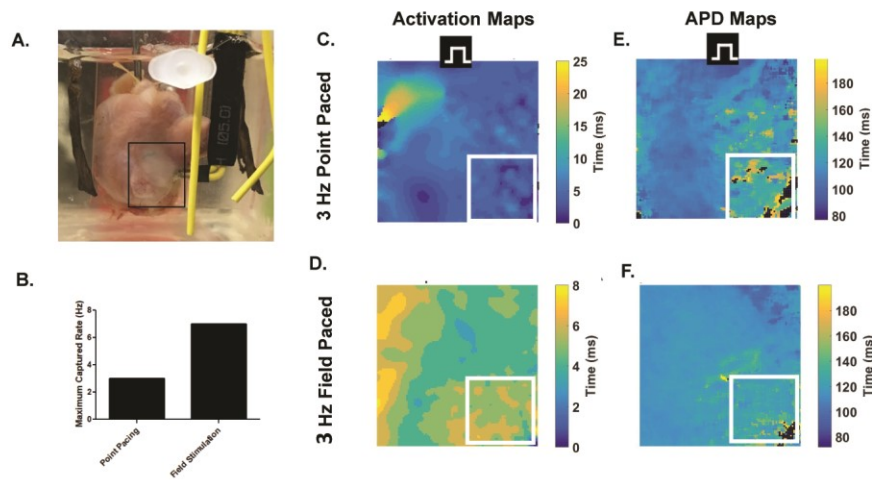 Activation Maps
APD Maps
A.
C.
E.
3 Hz Point Paced
25
20
15
10
5
0
Time (ms)
180
160
140
120
100
80
Time (ms)
B.
Maximum Captured Rate (Hz)
8
6
4
2
0
Point Pacing
Field Stimulation
D.
F.
3 Hz Field Paced
8
6
4
2
0
Time (ms)
180
160
140
120
100
80
Time (ms)